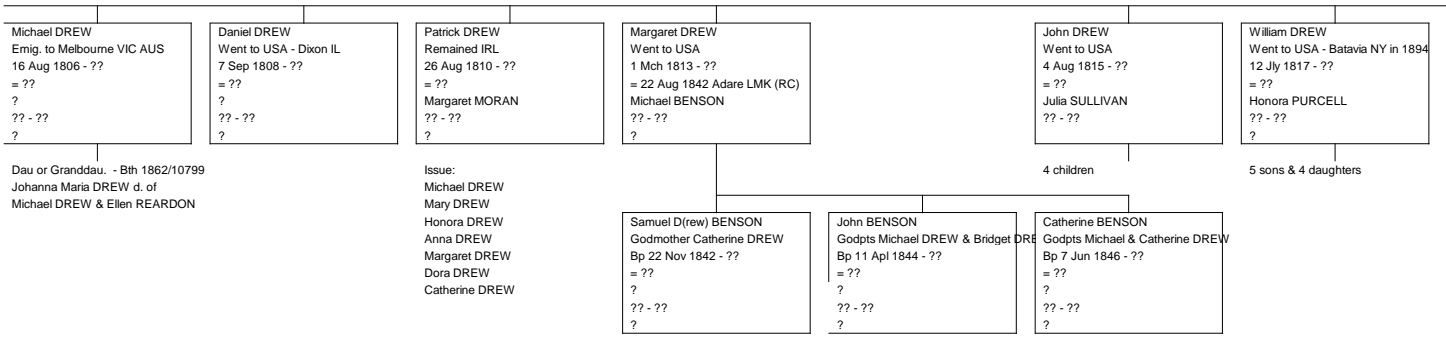 Michael DREW
Emig. to Melbourne VIC AUS
16 Aug 1806 - ??
= ??
?
?? - ??
?
Daniel DREW
Went to USA - Dixon IL
7 Sep 1808 - ??
= ??
?
?? - ??
?
Patrick DREW
Remained IRL
26 Aug 1810 - ??
= ??
Margaret MORAN
?? - ??
?
Margaret DREW
Went to USA
1 Mch 1813 - ??
= 22 Aug 1842 Adare LMK (RC)
Michael BENSON
?? - ??
?
John DREW
Went to USA
4 Aug 1815 - ??
= ??
Julia SULLIVAN
?? - ??
William DREW
Went to USA - Batavia NY in 1894
12 Jly 1817 - ??
= ??
Honora PURCELL
?? - ??
?
Dau or Granddau. - Bth 1862/10799
Johanna Maria DREW d. of
Michael DREW & Ellen REARDON
Issue:
Michael DREW
Mary DREW
Honora DREW
Anna DREW
Margaret DREW
Dora DREW
Catherine DREW
4 children
5 sons & 4 daughters
Samuel D(rew) BENSON
Godmother Catherine DREW
Bp 22 Nov 1842 - ??
= ??
?
?? - ??
?
John BENSON
Godpts Michael DREW & Bridget DRE
Bp 11 Apl 1844 - ??
= ??
?
?? - ??
?
Catherine BENSON
Godpts Michael & Catherine DREW
Bp 7 Jun 1846 - ??
= ??
?
?? - ??
?